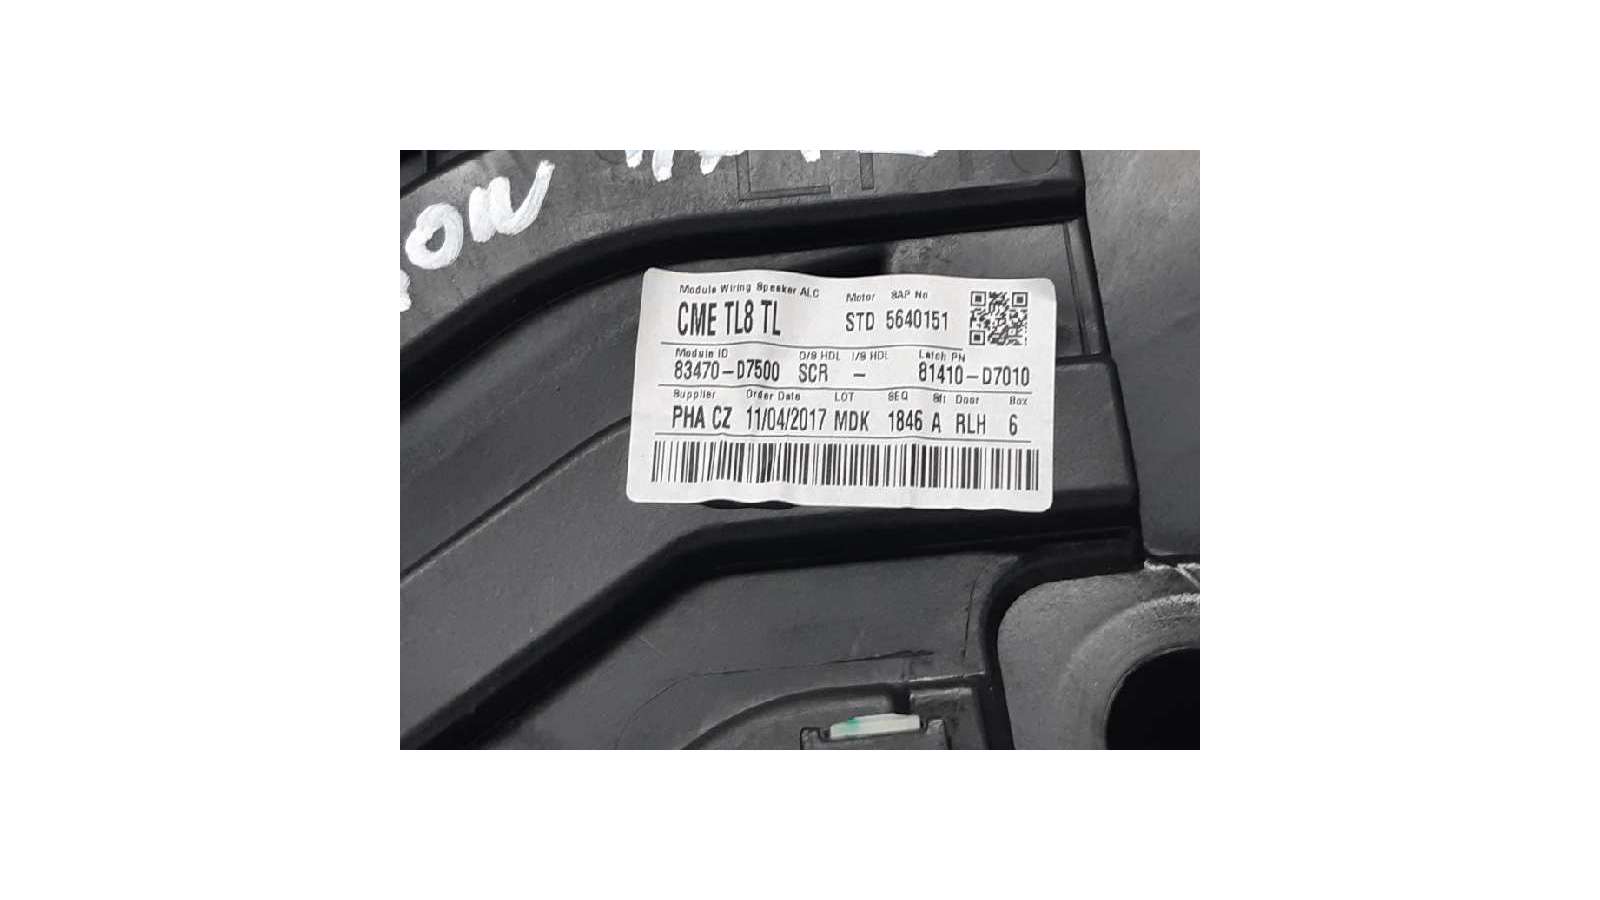 Module Wiring Speaker ALC Motor SAP No
CME TL8 TL STD 5640151
Module ID O/S HDL I/S HDL Latch PN
83470-D7500 SCR - 81410-D7010
Supplier Order Date LOT SEQ Sft Door Box
PHA CZ 11/04/2017 MDK 1846 A RLH 6